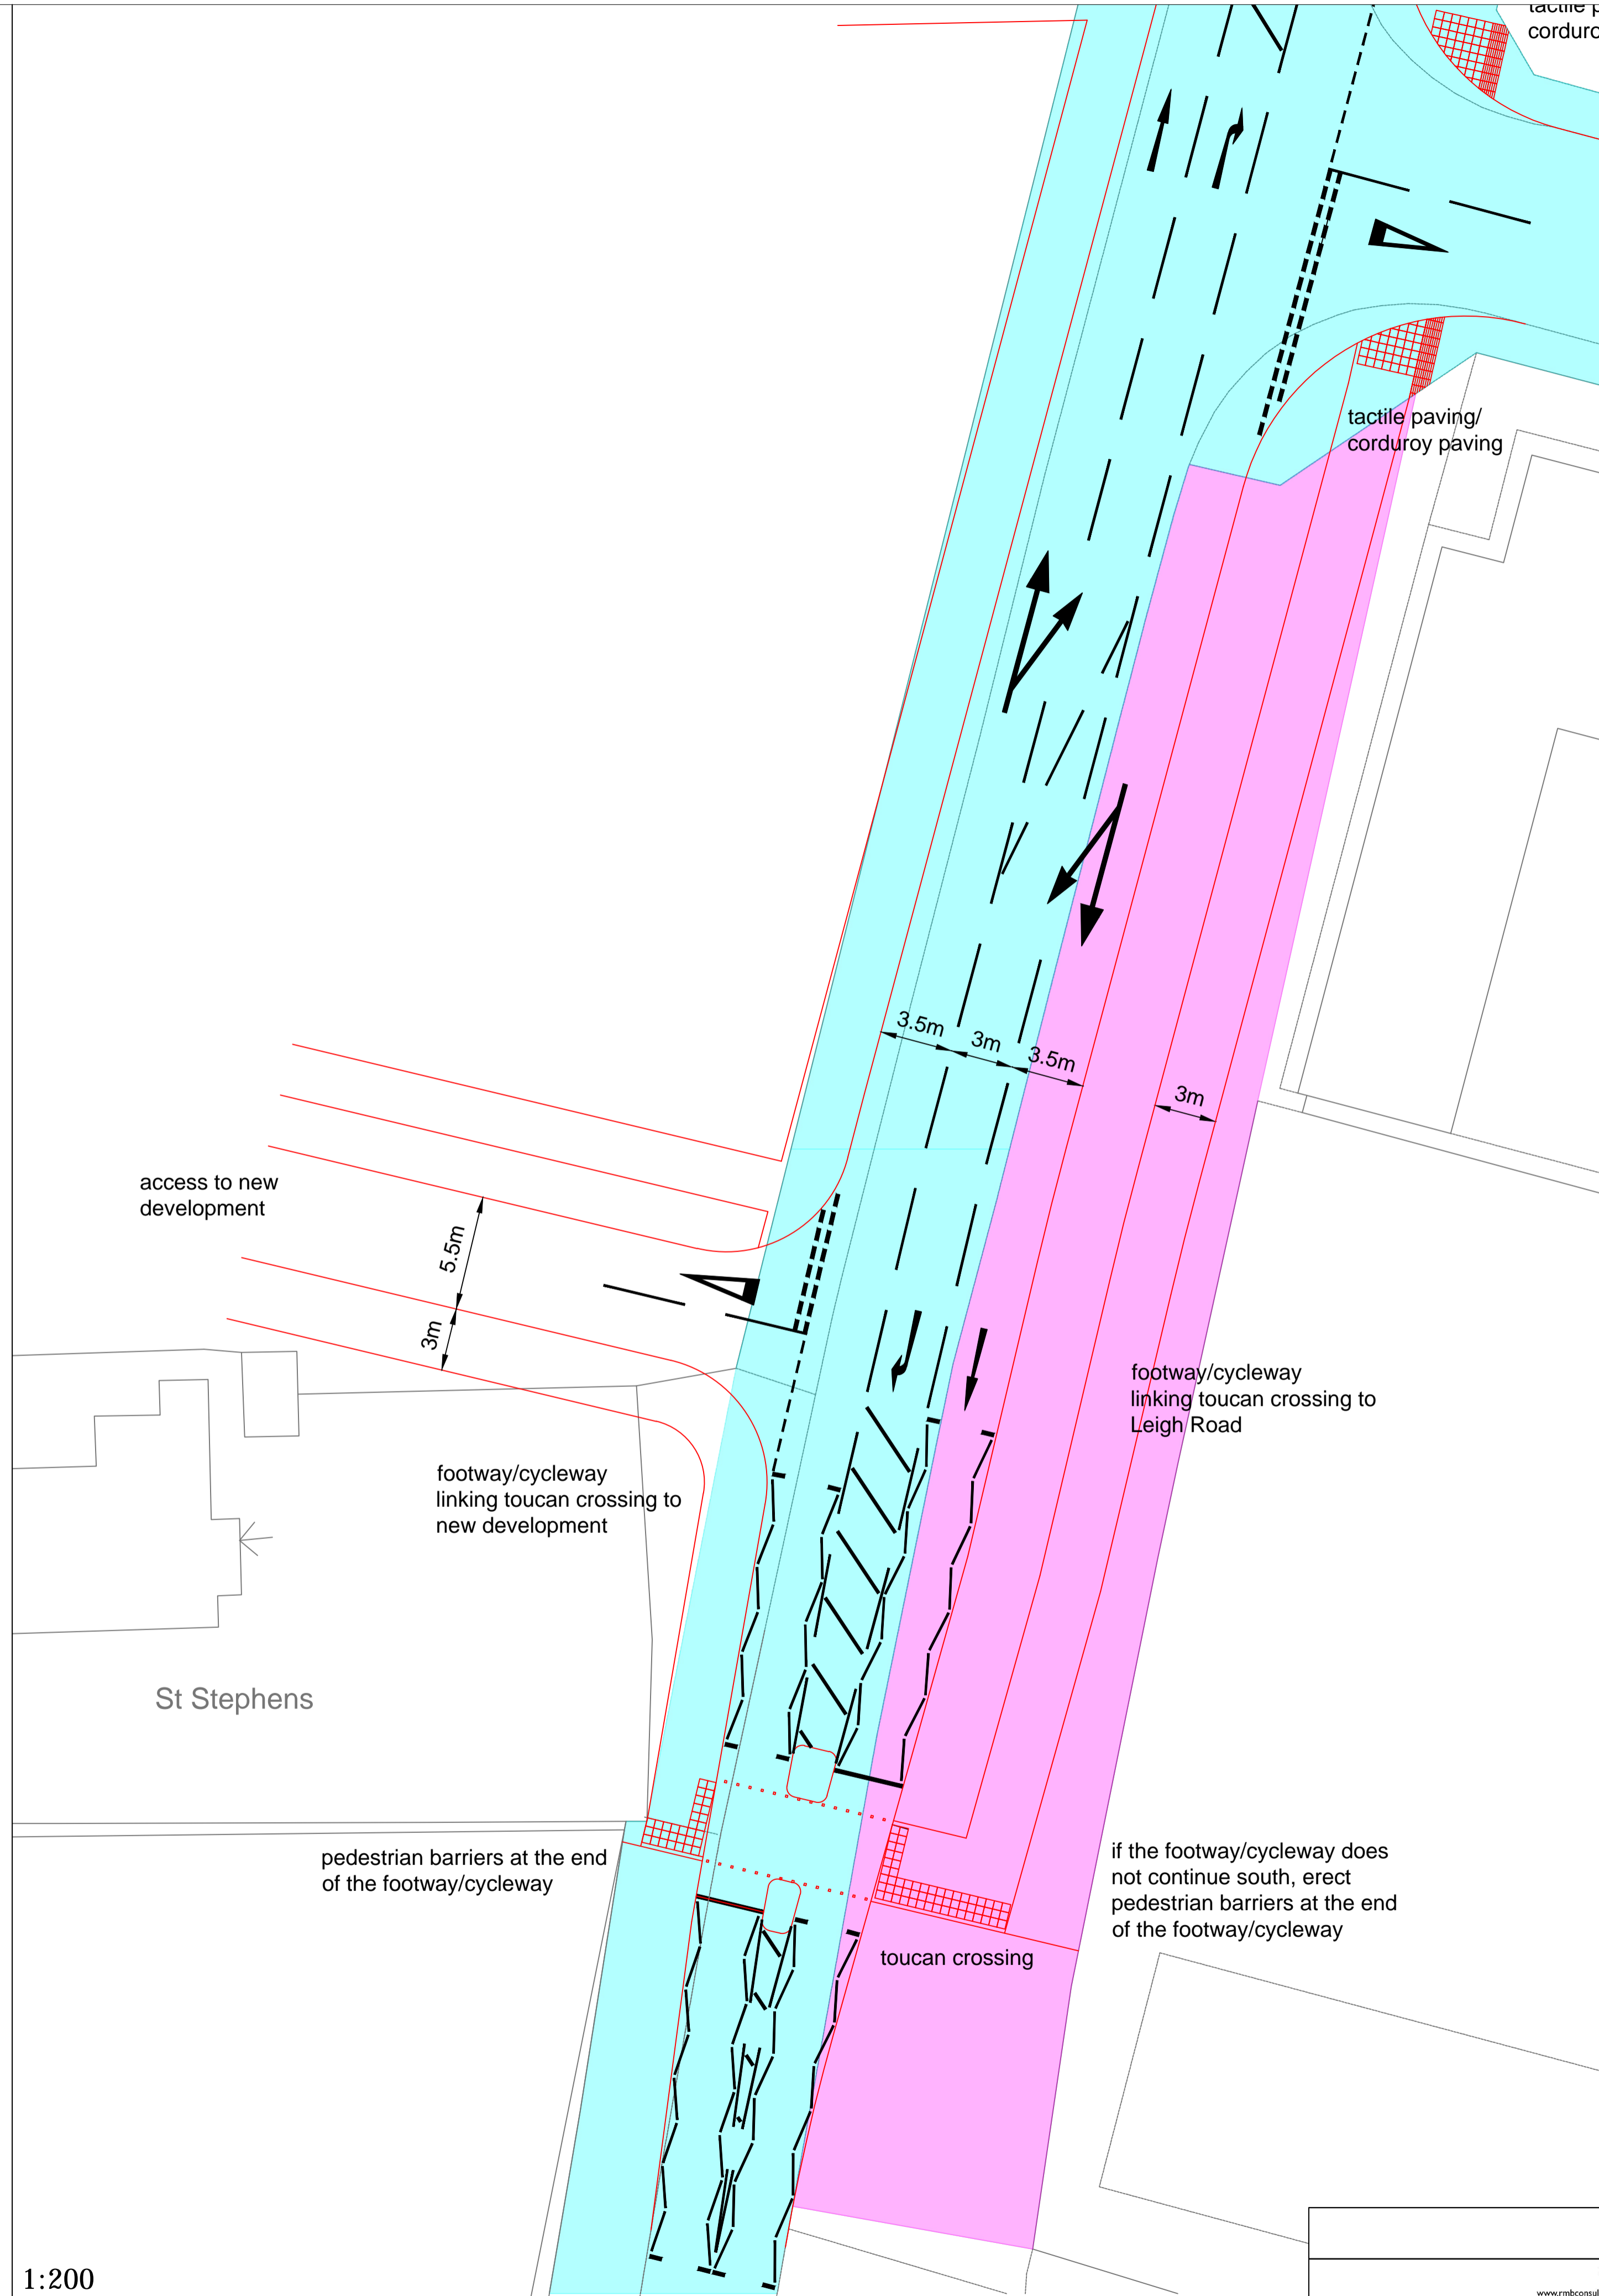 corduro
tactile paving/
corduroy paving
3.5m
3m
3.5m
3m
access to new
development
5.5m
3m
footway/cycleway
linking toucan crossing to
Leigh Road
footway/cycleway
linking toucan crossing to
new development
St Stephens
pedestrian barriers at the end
of the footway/cycleway
if the footway/cycleway does
not continue south, erect
pedestrian barriers at the end
of the footway/cycleway
toucan crossing
1:200
www.rmbconsul